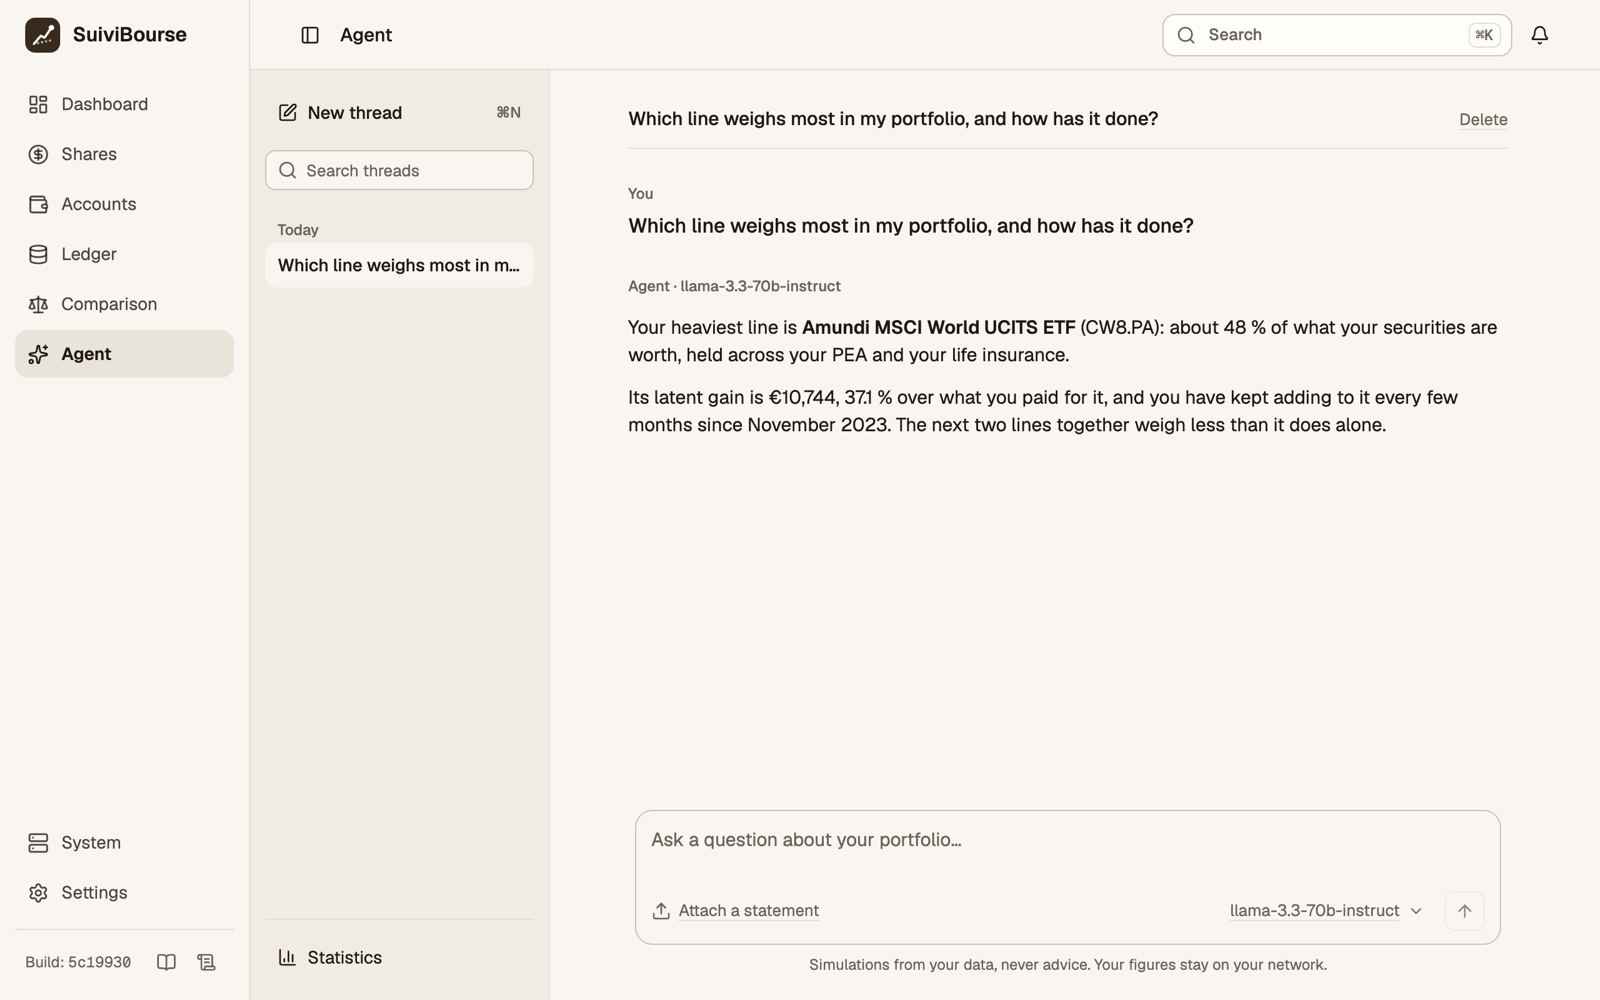 SuiviBourse
Agent
Search
⌘K
Dashboard
Shares
Accounts
Ledger
Comparison
Agent
System
Settings
Build: 5c19930
New thread
⌘N
Search threads
Today
Which line weighs most in m...
Statistics
Which line weighs most in my portfolio, and how has it done?
Delete
You
Which line weighs most in my portfolio, and how has it done?
Agent · llama-3.3-70b-instruct
Your heaviest line is Amundi MSCI World UCITS ETF (CW8.PA): about 48 % of what your securities are
worth, held across your PEA and your life insurance.
Its latent gain is €10,744, 37.1 % over what you paid for it, and you have kept adding to it every few
months since November 2023. The next two lines together weigh less than it does alone.
Ask a question about your portfolio...
Attach a statement
llama-3.3-70b-instruct
Simulations from your data, never advice. Your figures stay on your network.